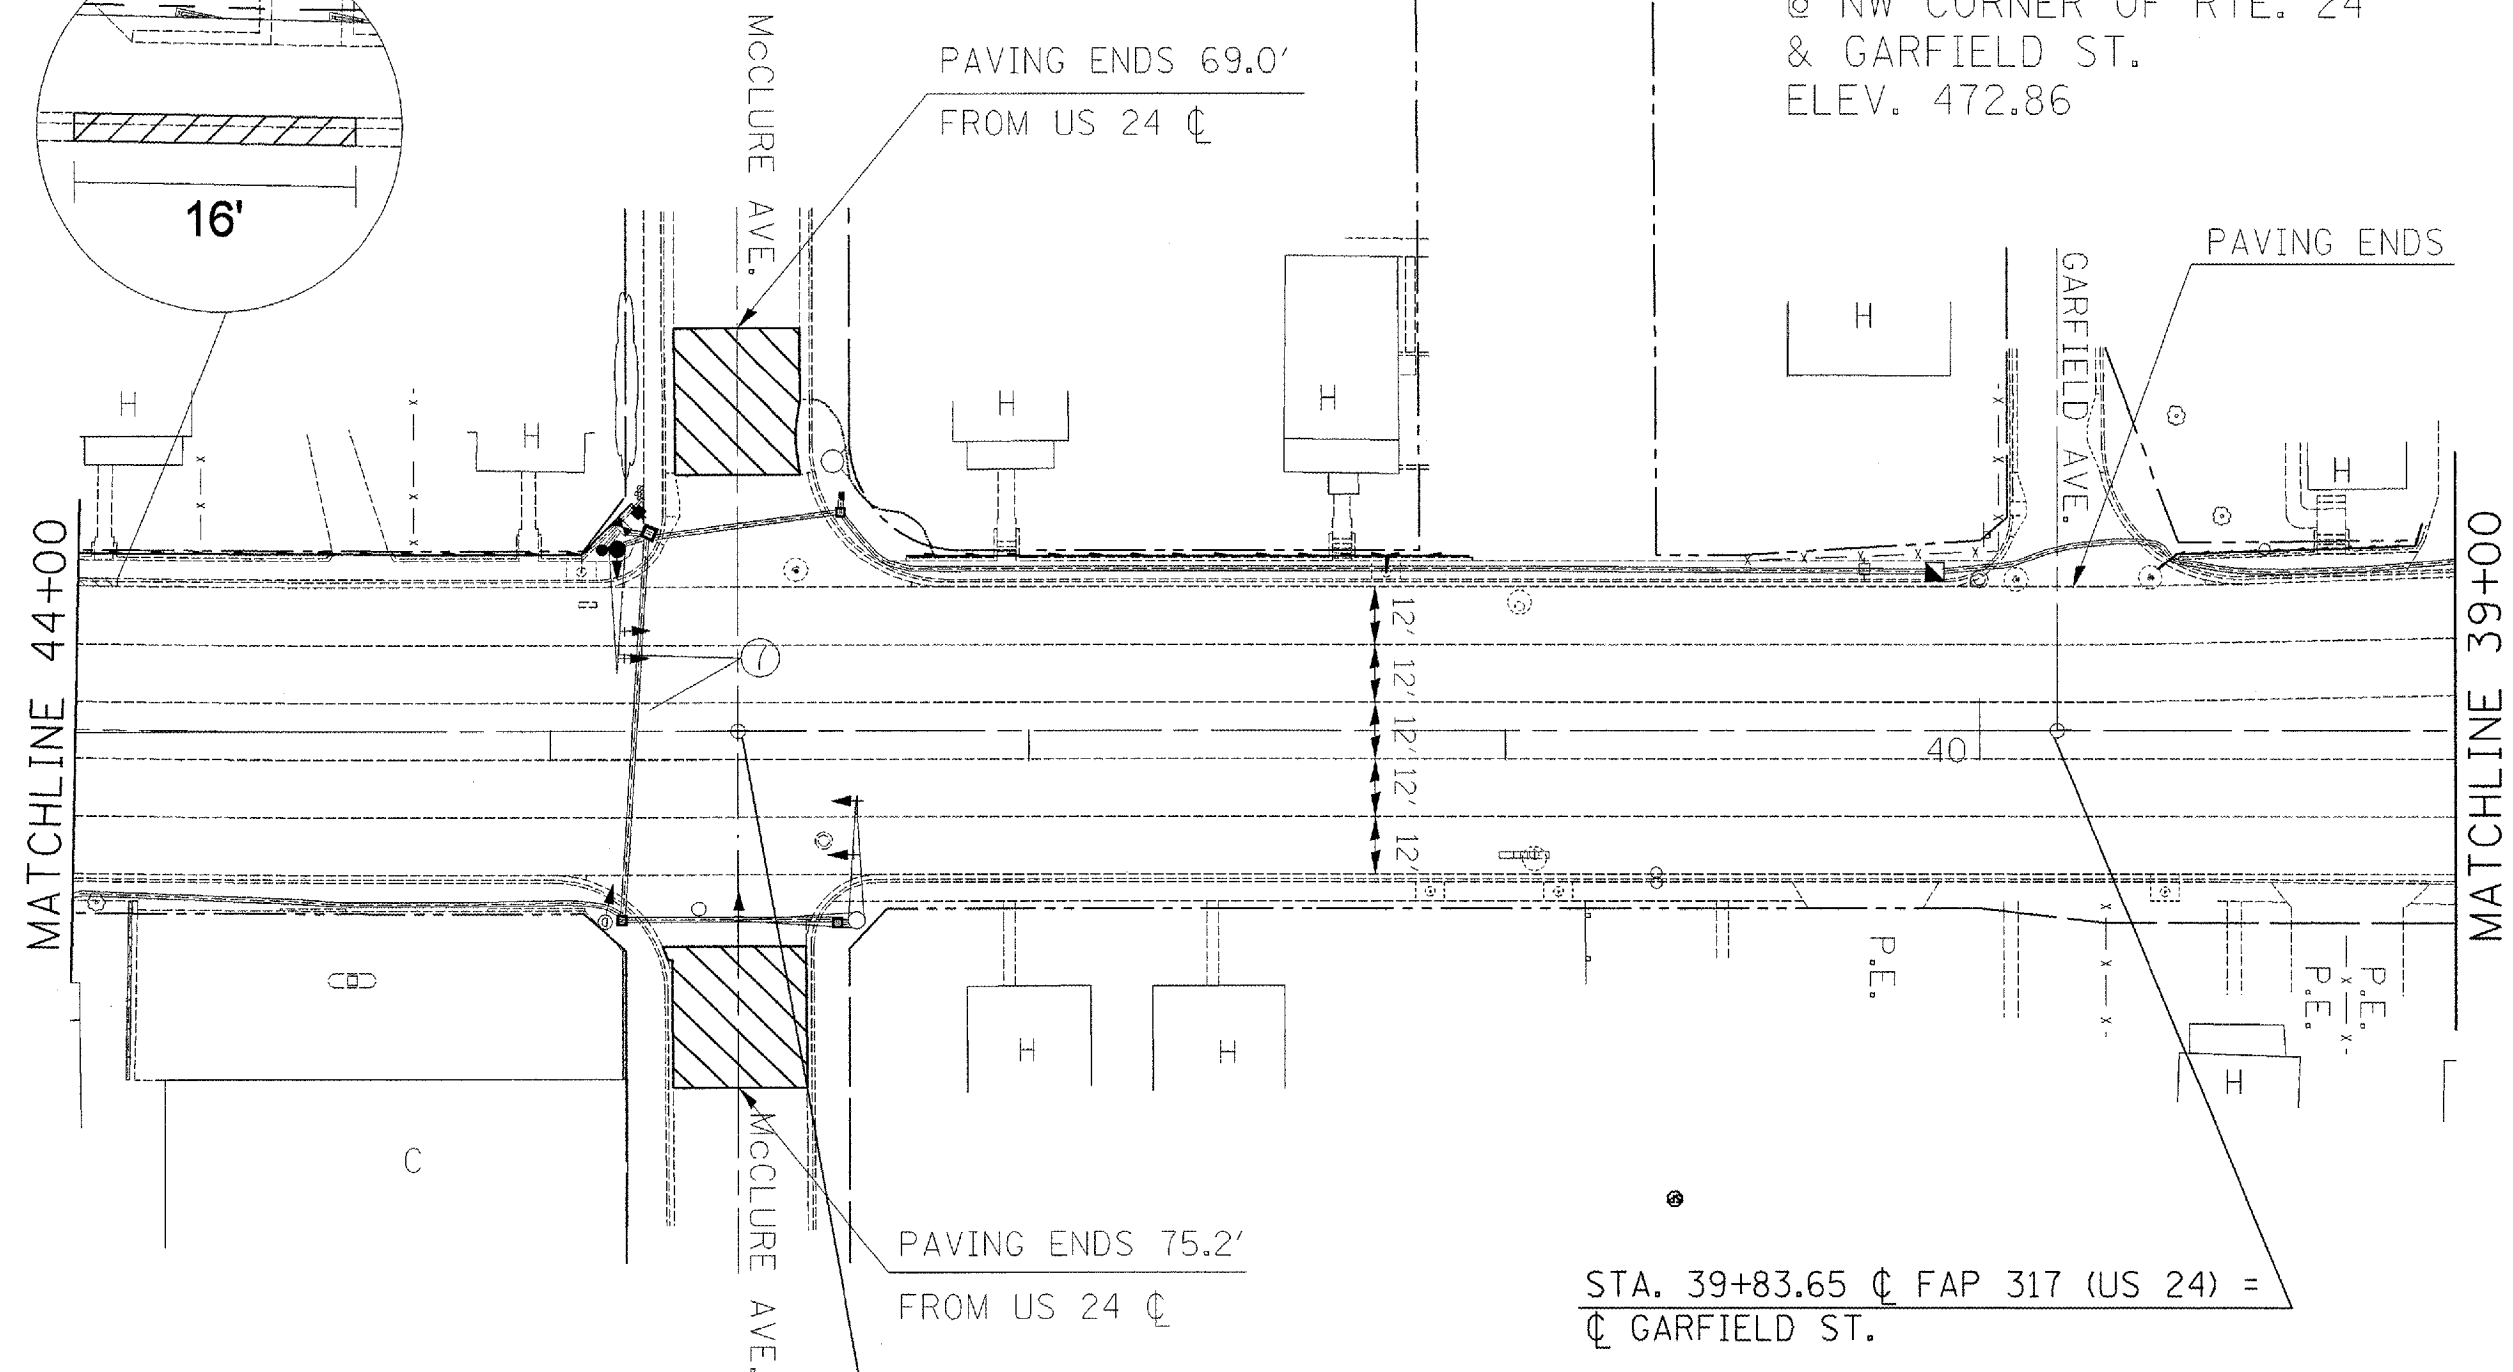 @ NW CORNER OF RTE. 24
& GARFIELD ST.
ELEV. 472.86
16'
McCLURE AVE.
PAVING ENDS 69.0'
FROM US 24 ℄
PAVING ENDS
GARFIELD AVE.
H
H
H
H
H
H
MATCHLINE 44+00
MATCHLINE 39+00
7
12'
12'
12'
12'
12'
40
P.E.
P.E.
P.E.
H
H
H
C
McCLURE AVE.
PAVING ENDS 75.2'
FROM US 24 ℄
STA. 39+83.65 ℄ FAP 317 (US 24) =
℄ GARFIELD ST.